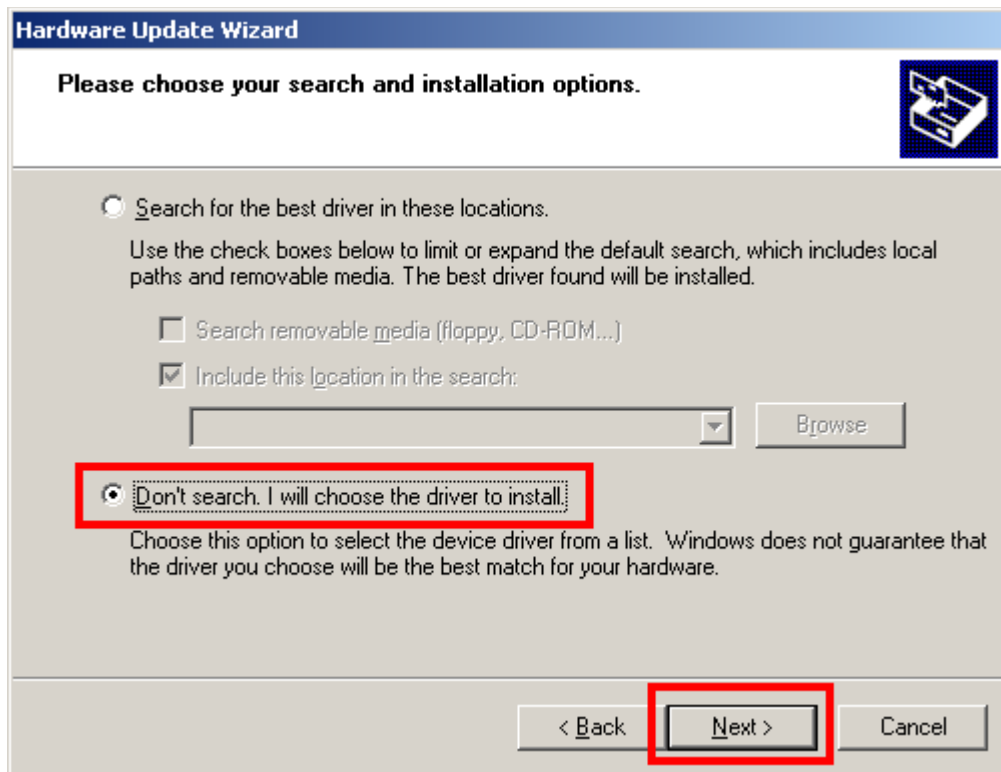 Hardware Update Wizard
Please choose your search and installation options.
Search for the best driver in these locations.
Use the check boxes below to limit or expand the default search, which includes local
paths and removable media. The best driver found will be installed.
Search removable media (floppy, CD-ROM...)
Include this location in the search:
Browse
Don't search. I will choose the driver to install.
Choose this option to select the device driver from a list. Windows does not guarantee that
the driver you choose will be the best match for your hardware.
< Back Next > Cancel